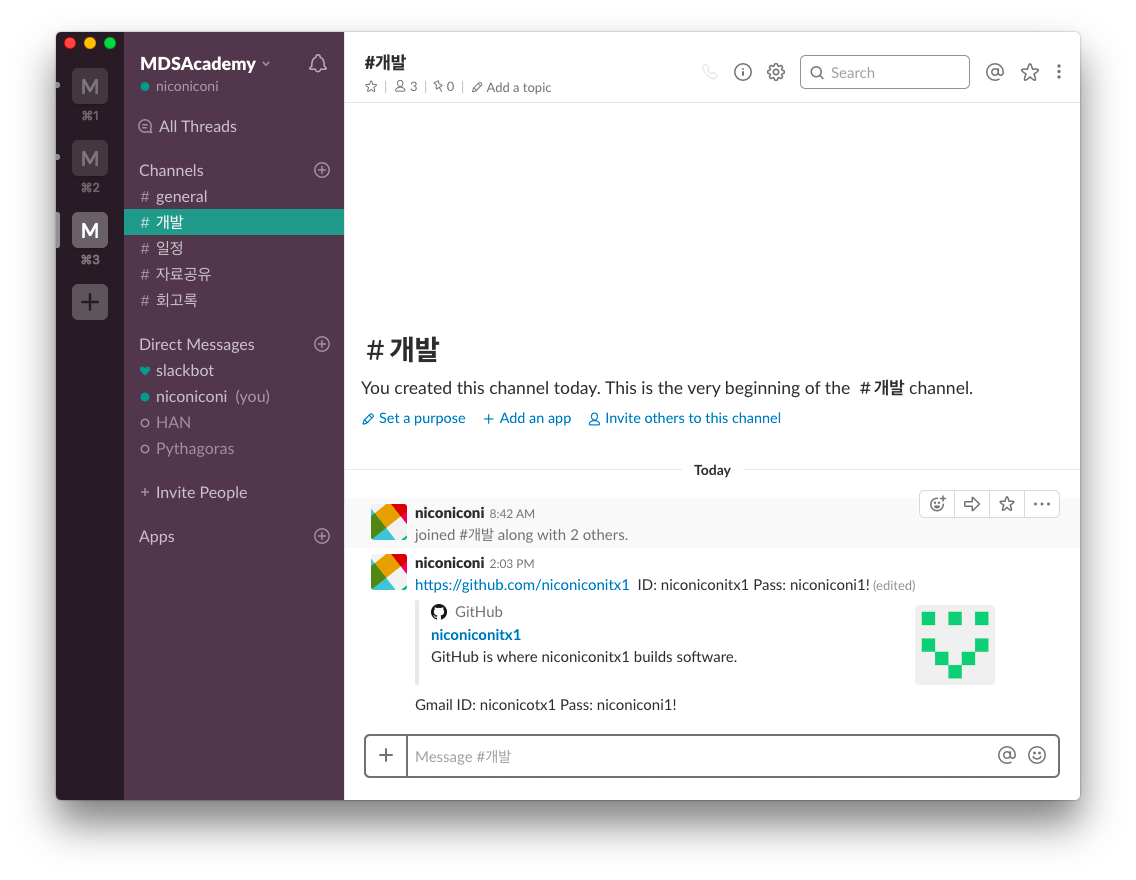 M
⌘1
M
⌘2
M
⌘3
MDSAcademy
niconiconi
All Threads
Channels
# general
# 개발
# 일정
# 자료공유
# 회고록
Direct Messages
slackbot
niconiconi (you)
HAN
Pythagoras
+ Invite People
Apps
#개발
3
0
Add a topic
Search
# 개발
You created this channel today. This is the very beginning of the # 개발 channel.
Set a purpose + Add an app Invite others to this channel
Today
niconiconi 8:42 AM
joined #개발 along with 2 others.
niconiconi 2:03 PM
https://github.com/niconiconitx1 ID: niconiconitx1 Pass: niconiconi1! (edited)
GitHub
niconiconitx1
GitHub is where niconiconitx1 builds software.
Gmail ID: niconicotx1 Pass: niconiconi1!
Message #개발